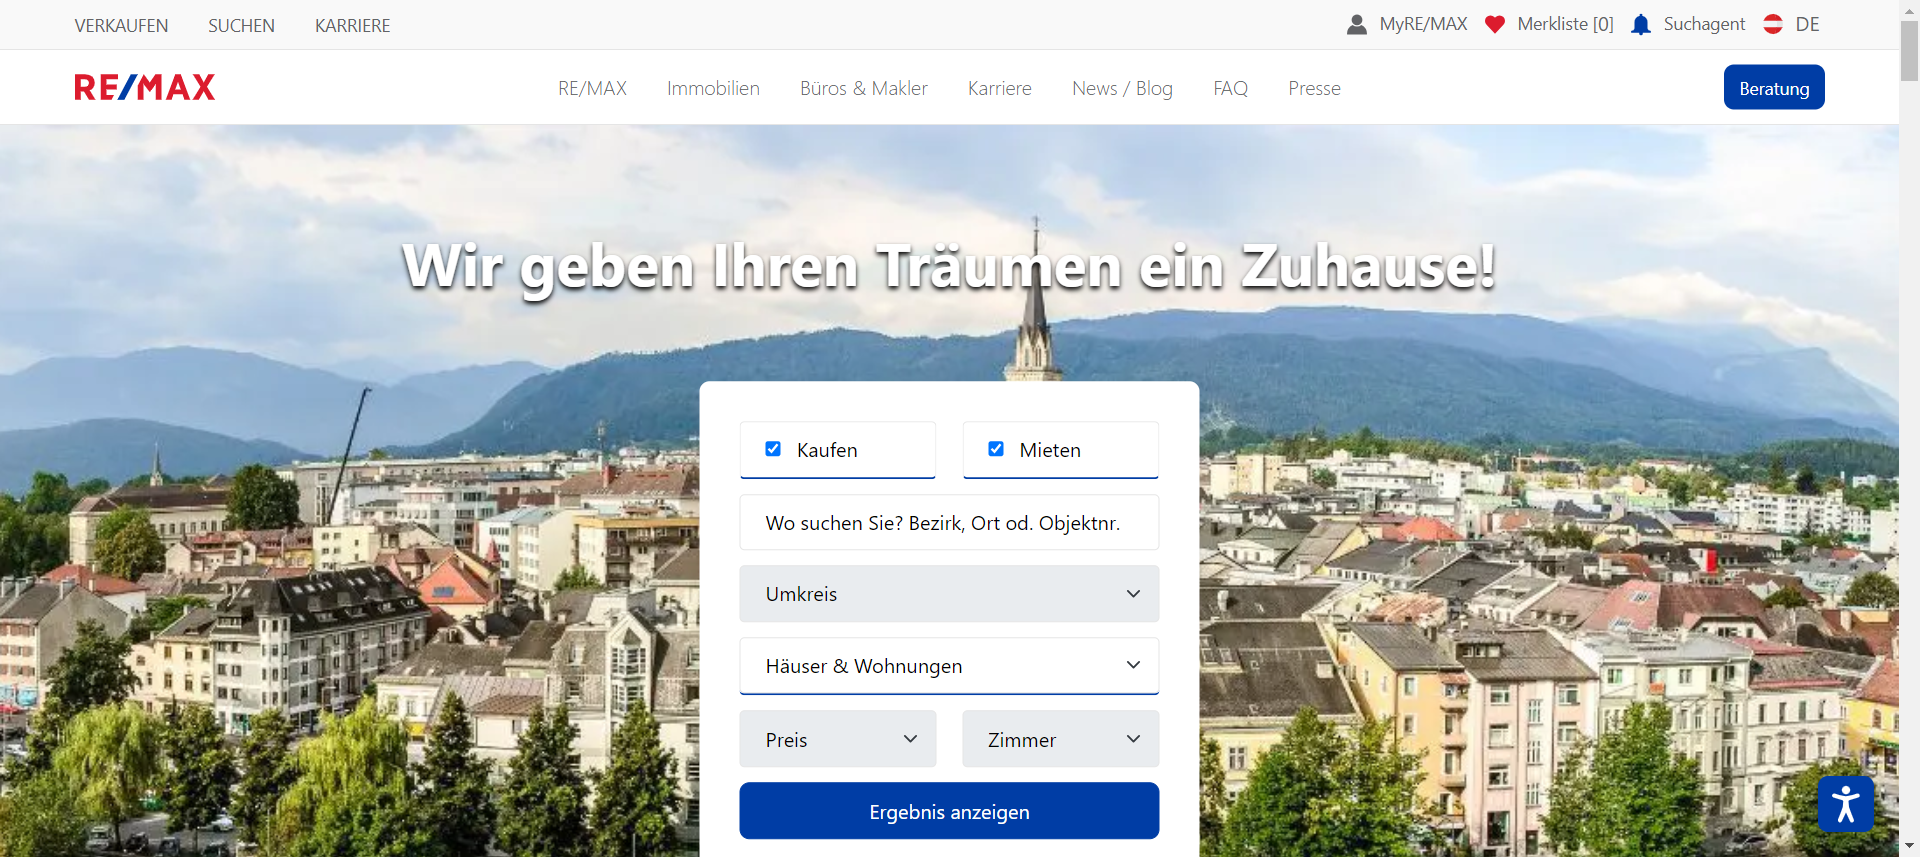 VERKAUFEN SUCHEN KARRIERE MyRE/MAX Merkliste [0] Suchagent DE
RE/MAX RE/MAX Immobilien Büros & Makler Karriere News / Blog FAQ Presse Beratung
Wir geben Ihren Träumen ein Zuhause!
Kaufen Mieten
Wo suchen Sie? Bezirk, Ort od. Objektnr.
Umkreis
Häuser & Wohnungen
Preis Zimmer
Ergebnis anzeigen